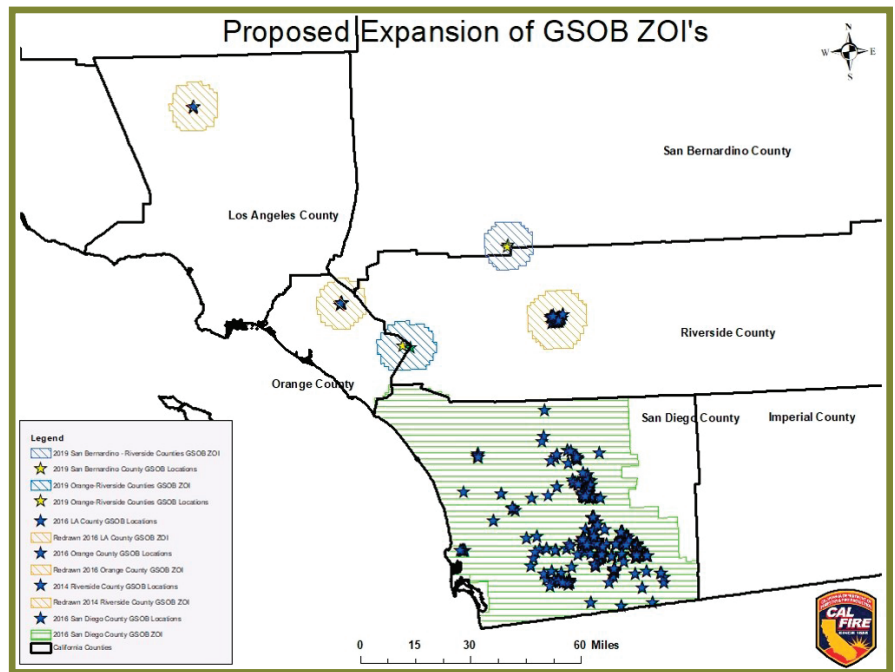 Proposed Expansion of GSOB ZOI's
N
W E
S
San Bernardino County
Los Angeles County
Riverside County
Orange County
San Diego County
Imperial County
Legend
2019 San Bernardino - Riverside Counties GSOB ZOI
2019 San Bernardino County GSOB Locations
2019 Orange-Riverside Counties GSOB ZOI
2019 Orange-Riverside Counties GSOB Locations
2016 LA County GSOB Locations
Redrawn 2016 LA County GSOB ZOI
2016 Orange County GSOB Locations
Redrawn 2016 Orange County GSOB ZOI
2014 Riverside County GSOB Locations
Redrawn 2014 Riverside County GSOB ZOI
2016 San Diego County GSOB Locations
2016 San Diego County GSOB ZOI
California Counties
0 15 30 60 Miles
CAL
FIRE
SINCE 1885